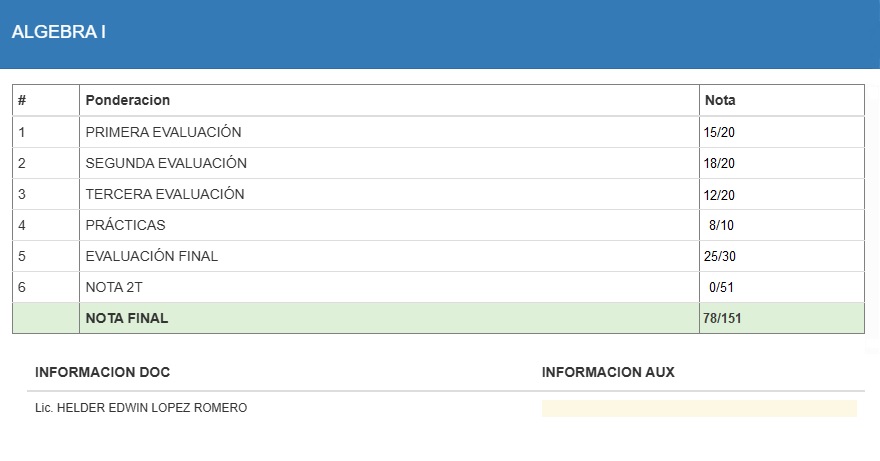 ALGEBRA I
# Ponderacion Nota
1 PRIMERA EVALUACIÓN 15/20
2 SEGUNDA EVALUACIÓN 18/20
3 TERCERA EVALUACIÓN 12/20
4 PRÁCTICAS 8/10
5 EVALUACIÓN FINAL 25/30
6 NOTA 2T 0/51
NOTA FINAL 78/151
INFORMACION DOC INFORMACION AUX
Lic. HELDER EDWIN LOPEZ ROMERO